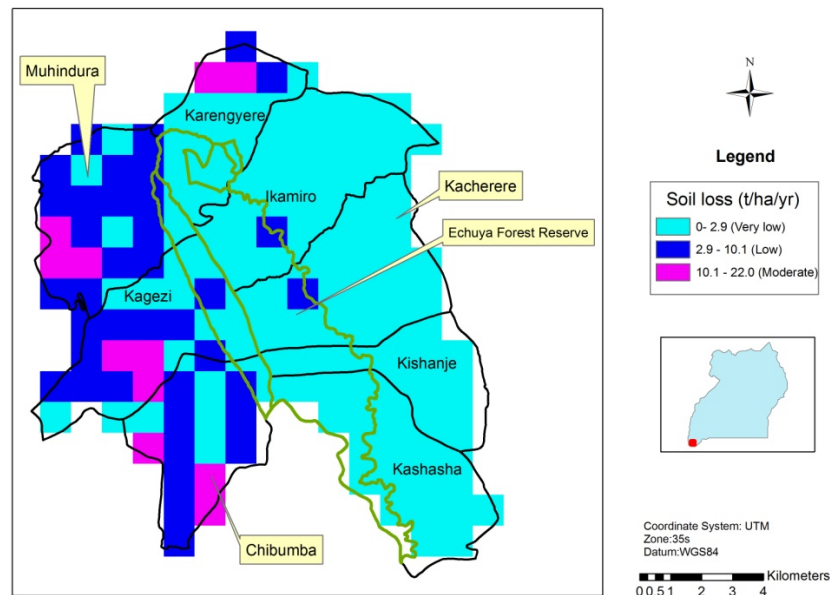 Muhindura
Karengyere
Ikamiro
Kacherere
Echuya Forest Reserve
Kagezi
Kishanje
Kashasha
Chibumba
N
Legend
Soil loss (t/ha/yr)
0- 2.9 (Very low)
2.9 - 10.1 (Low)
10.1 - 22.0 (Moderate)
Coordinate System: UTM
Zone:35s
Datum:WGS84
Kilometers
0 0.5 1 2 3 4